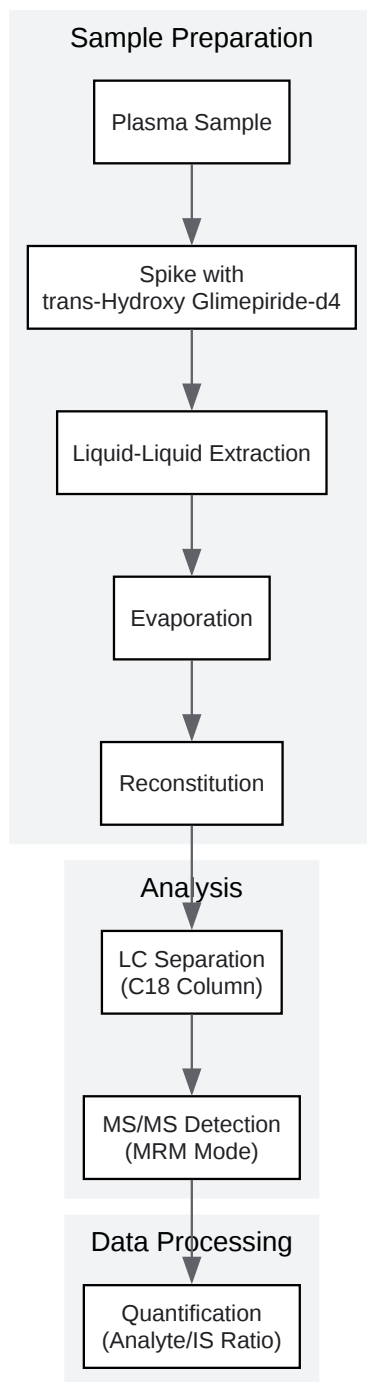 Sample Preparation
Plasma Sample
Spike with
trans-Hydroxy Glimepiride-d4
Liquid-Liquid Extraction
Evaporation
Reconstitution
Analysis
LC Separation
(C18 Column)
MS/MS Detection
(MRM Mode)
Data Processing
Quantification
(Analyte/IS Ratio)